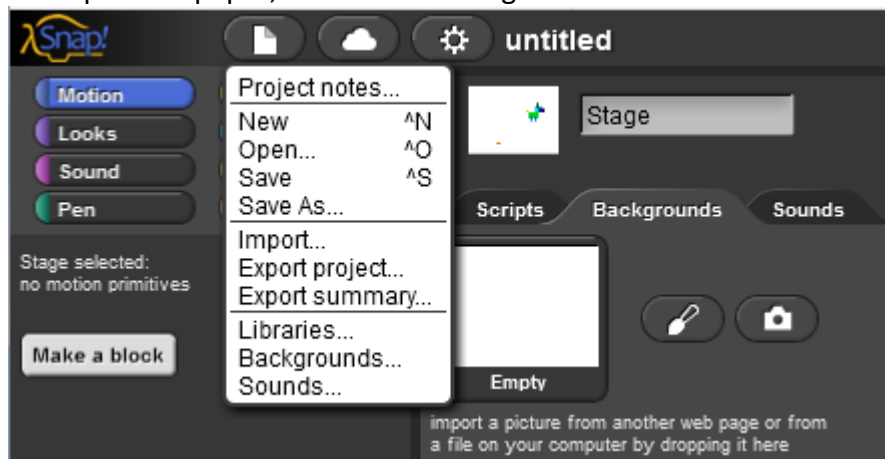 λSnap!
untitled
Motion
Looks
Sound
Pen
Stage selected:
no motion primitives
Make a block
Project notes...
New ^N
Open... ^O
Save ^S
Save As...
Import...
Export project...
Export summary...
Libraries...
Backgrounds...
Sounds...
Stage
Scripts Backgrounds Sounds
Empty
import a picture from another web page or from
a file on your computer by dropping it here